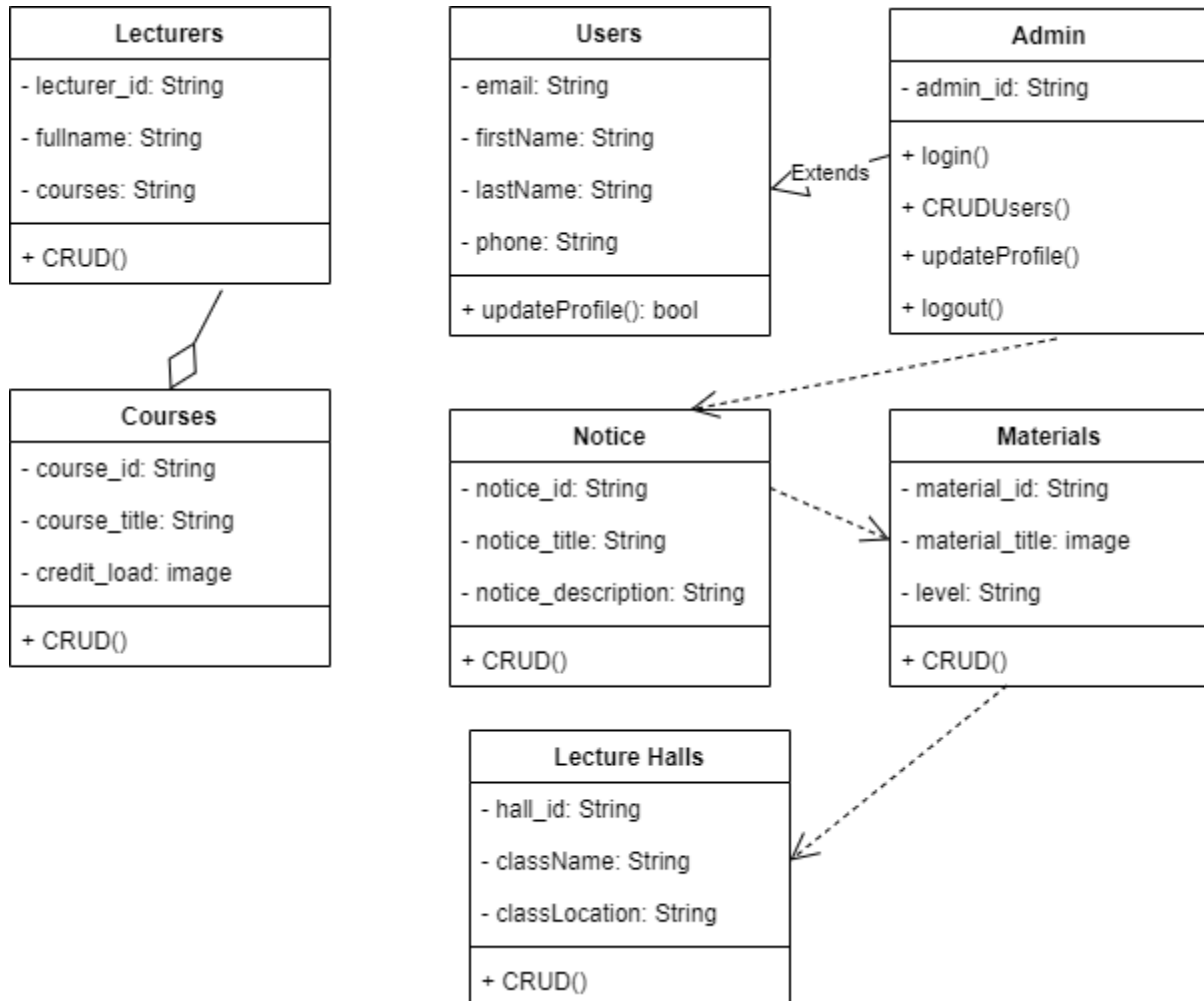 Lecturers
- lecturer_id: String
- fullname: String
- courses: String
+ CRUD()
Users
- email: String
- firstName: String
- lastName: String
- phone: String
+ updateProfile(): bool
Extends
Admin
- admin_id: String
+ login()
+ CRUDUsers()
+ updateProfile()
+ logout()
Courses
- course_id: String
- course_title: String
- credit_load: image
+ CRUD()
Notice
- notice_id: String
- notice_title: String
- notice_description: String
+ CRUD()
Materials
- material_id: String
- material_title: image
- level: String
+ CRUD()
Lecture Halls
- hall_id: String
- className: String
- classLocation: String
+ CRUD()